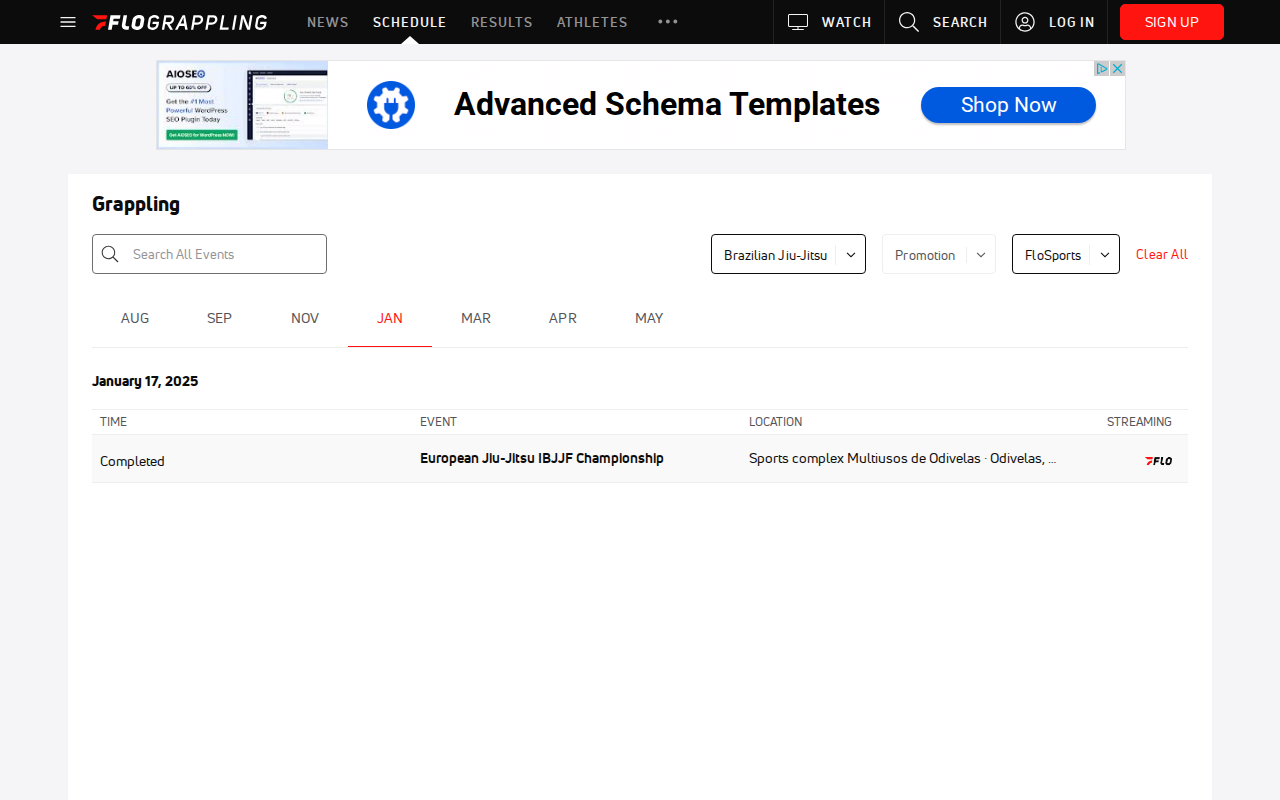 FLOGRAPPLING
NEWS
SCHEDULE
RESULTS
ATHLETES
WATCH
SEARCH
LOG IN
SIGN UP
AIOSEO
UP TO 60% OFF
Get the #1 Most
Powerful WordPress
SEO Plugin Today
Get AIOSEO for WordPress NOW!
Advanced Schema Templates
Shop Now
Grappling
Search All Events
Brazilian Jiu-Jitsu
Promotion
FloSports
Clear All
AUG
SEP
NOV
JAN
MAR
APR
MAY
January 17, 2025
TIME
EVENT
LOCATION
STREAMING
Completed
European Jiu-Jitsu IBJJF Championship
Sports complex Multiusos de Odivelas · Odivelas, ...
FLO